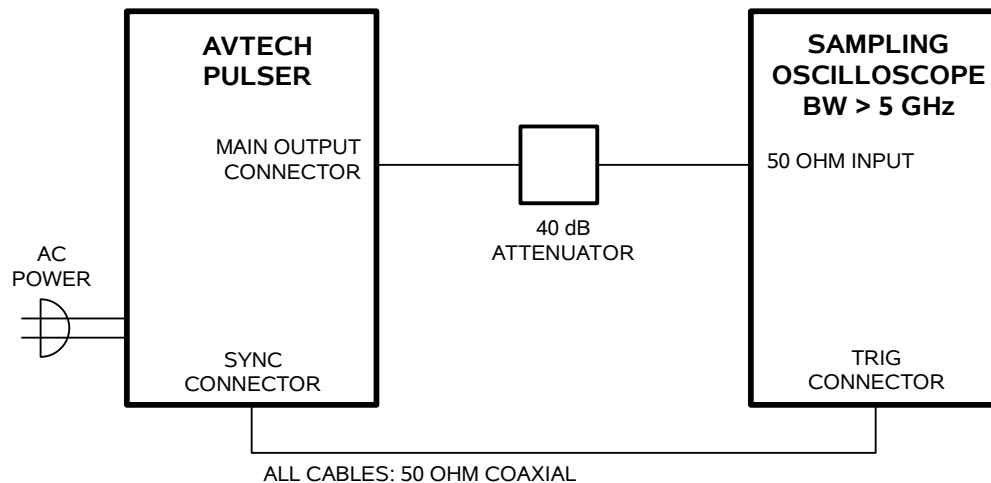 AVTECH
PULSER
SAMPLING
OSCILLOSCOPE
BW > 5 GHz
MAIN OUTPUT
CONNECTOR
50 OHM INPUT
40 dB
ATTENUATOR
AC
POWER
SYNC
CONNECTOR
TRIG
CONNECTOR
ALL CABLES: 50 OHM COAXIAL